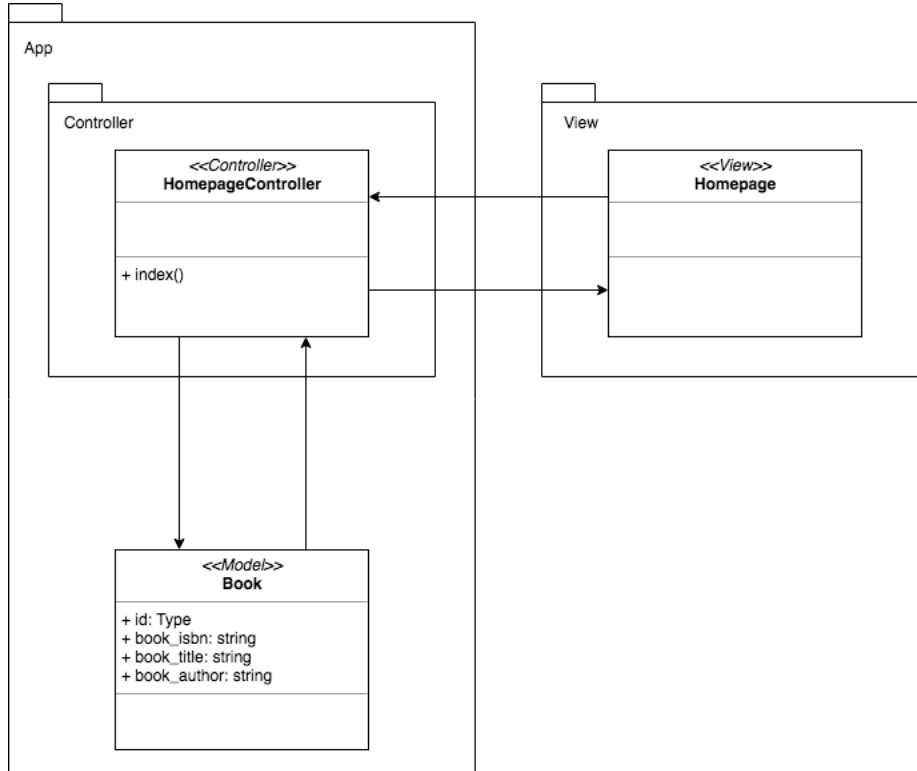 App
Controller
View
<<Controller>>
HomepageController
+ index()
<<View>>
Homepage
<<Model>>
Book
+ id: Type
+ book_isbn: string
+ book_title: string
+ book_author: string